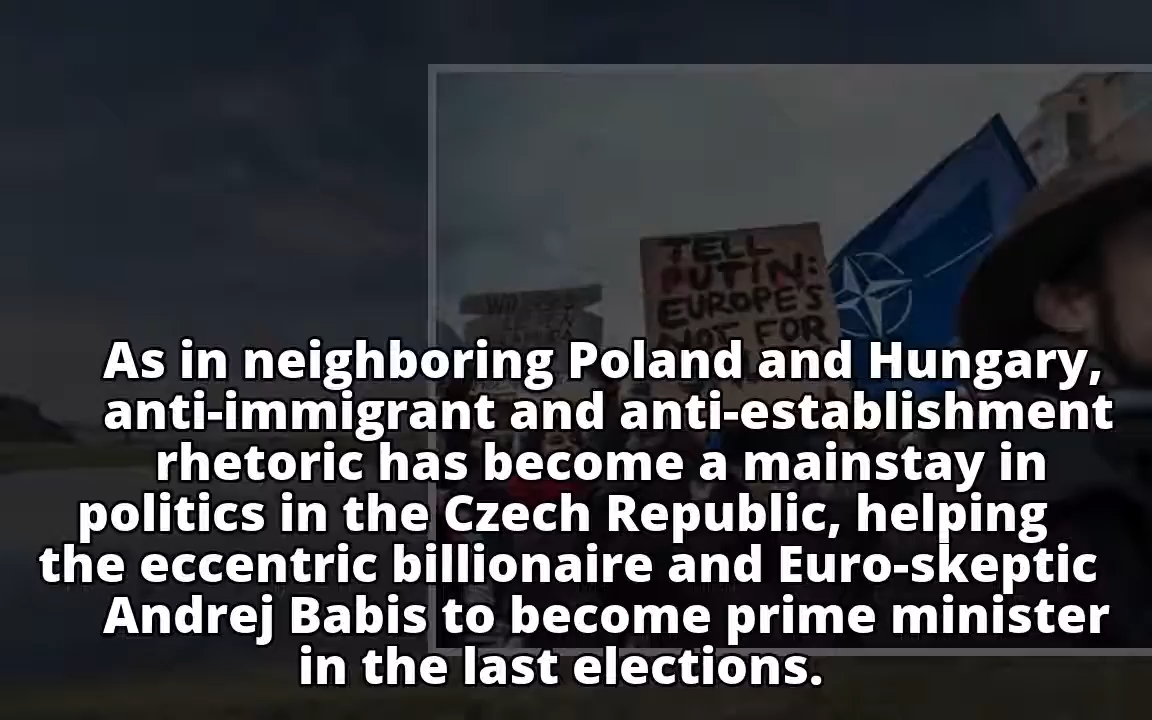 TELL
PUTIN:
EUROPE'S
NOT FOR
As in neighboring Poland and Hungary,
anti-immigrant and anti-establishment
rhetoric has become a mainstay in
politics in the Czech Republic, helping
the eccentric billionaire and Euro-skeptic
Andrej Babis to become prime minister
in the last elections.